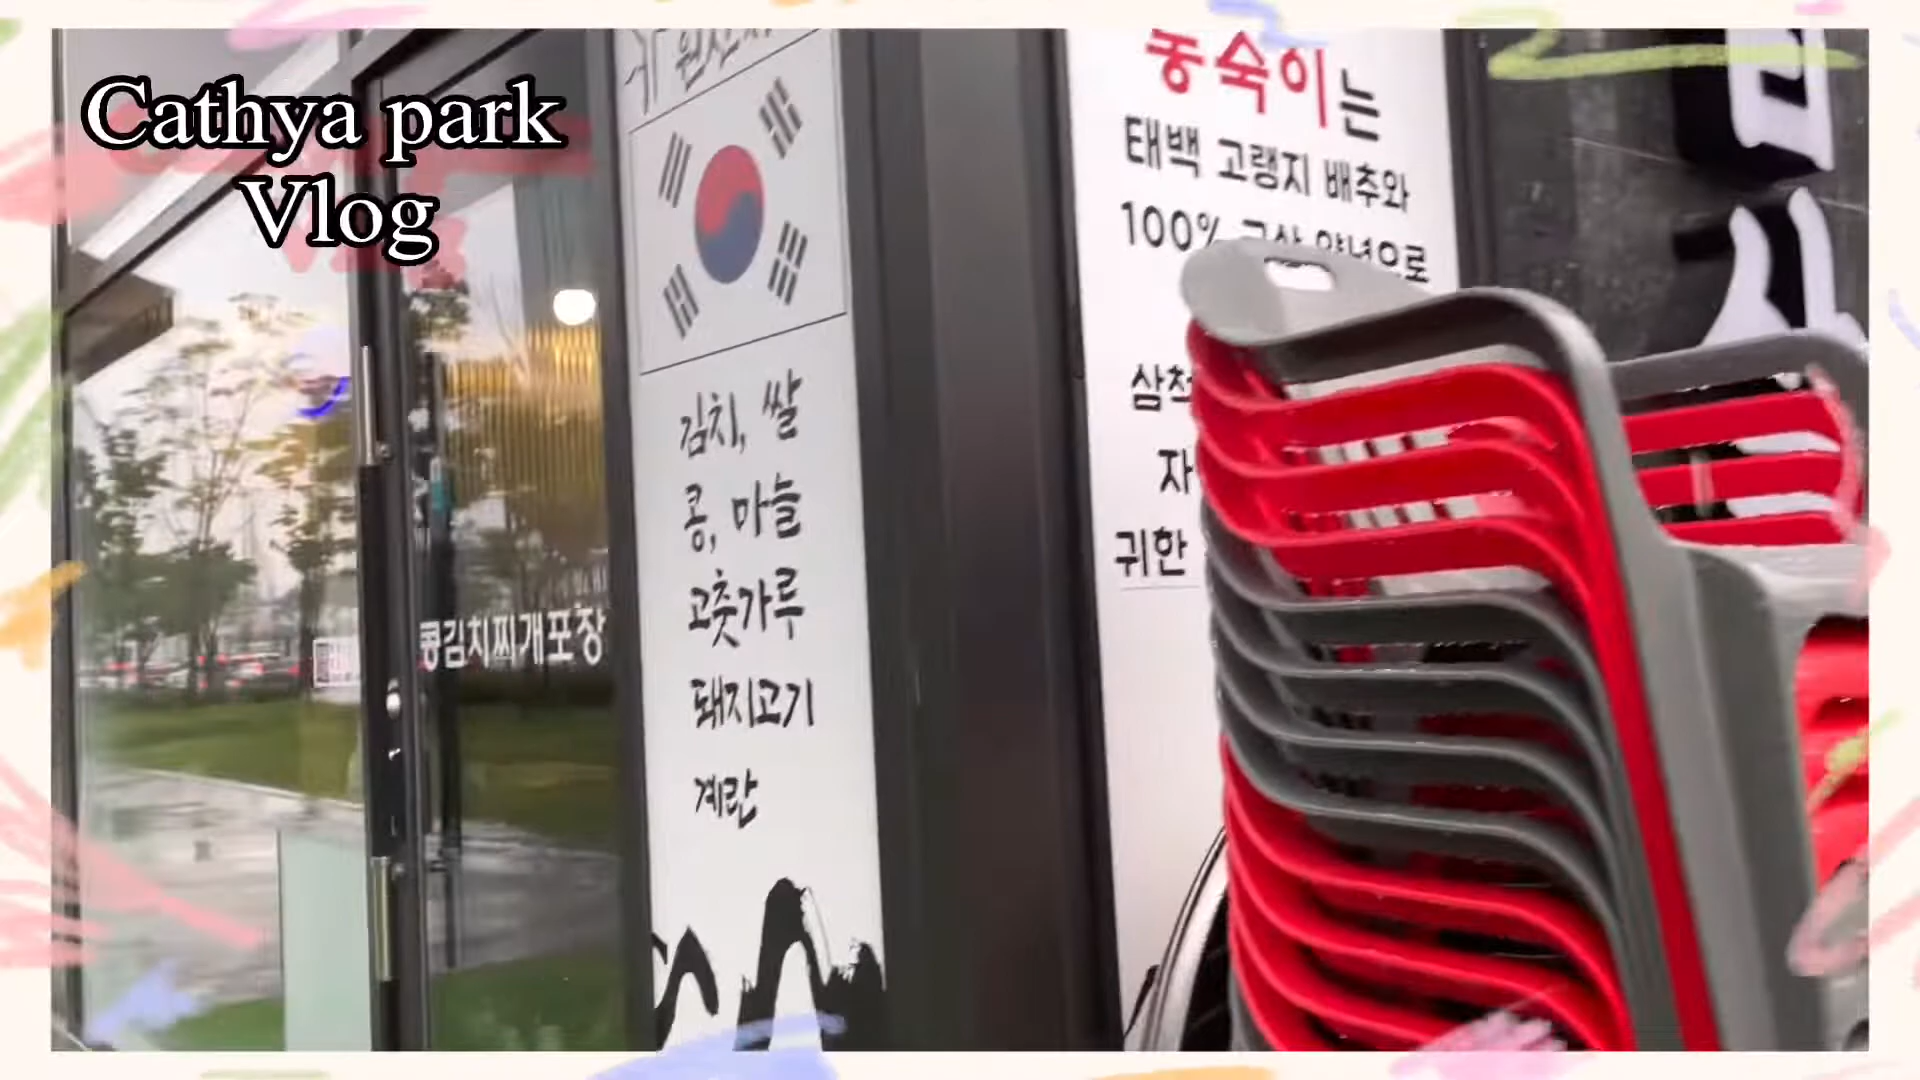 Cathya park
Vlog
김치, 쌀
콩, 마늘
고춧가루
돼지고기
계란
콩김치찌개포장
동숙이는
태백 고랭지 배추와
100%
삼척
귀한